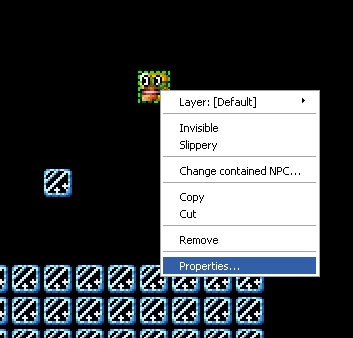 Layer: [Default]
Invisible
Slippery
Change contained NPC...
Copy
Cut
Remove
Properties...